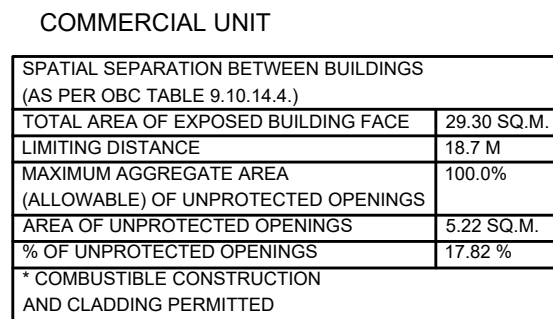 COMMERCIAL UNIT
SPATIAL SEPARATION BETWEEN BUILDINGS
(AS PER OBC TABLE 9.10.14.4.)
TOTAL AREA OF EXPOSED BUILDING FACE 29.30 SQ.M.
LIMITING DISTANCE 18.7 M
MAXIMUM AGGREGATE AREA 100.0%
(ALLOWABLE) OF UNPROTECTED OPENINGS
AREA OF UNPROTECTED OPENINGS 5.22 SQ.M.
% OF UNPROTECTED OPENINGS 17.82 %
* COMBUSTIBLE CONSTRUCTION
AND CLADDING PERMITTED